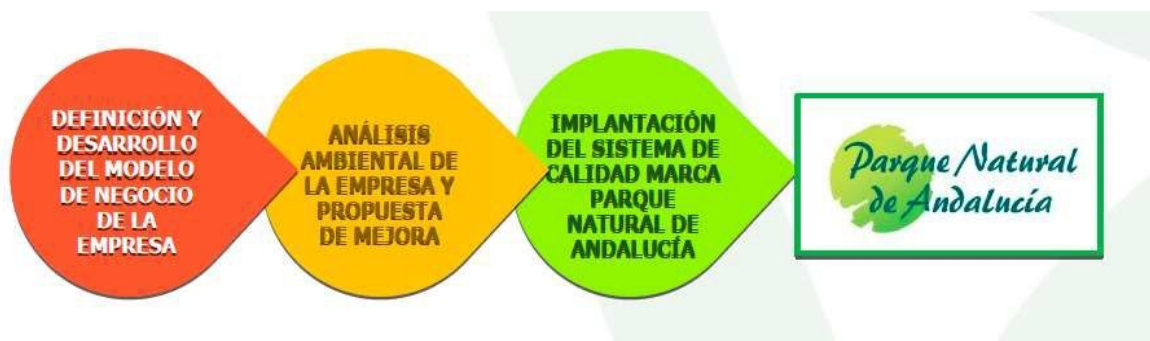 DEFINICIÓN Y
DESARROLLO
DEL MODELO
DE NEGOCIO
DE LA
EMPRESA
ANÁLISIS
AMBIENTAL DE
LA EMPRESA Y
PROPUESTA
DE MEJORA
IMPLANTACIÓN
DEL SISTEMA DE
CALIDAD MARCA
PARQUE
NATURAL DE
ANDALUCÍA
Parque Natural
de Andalucía